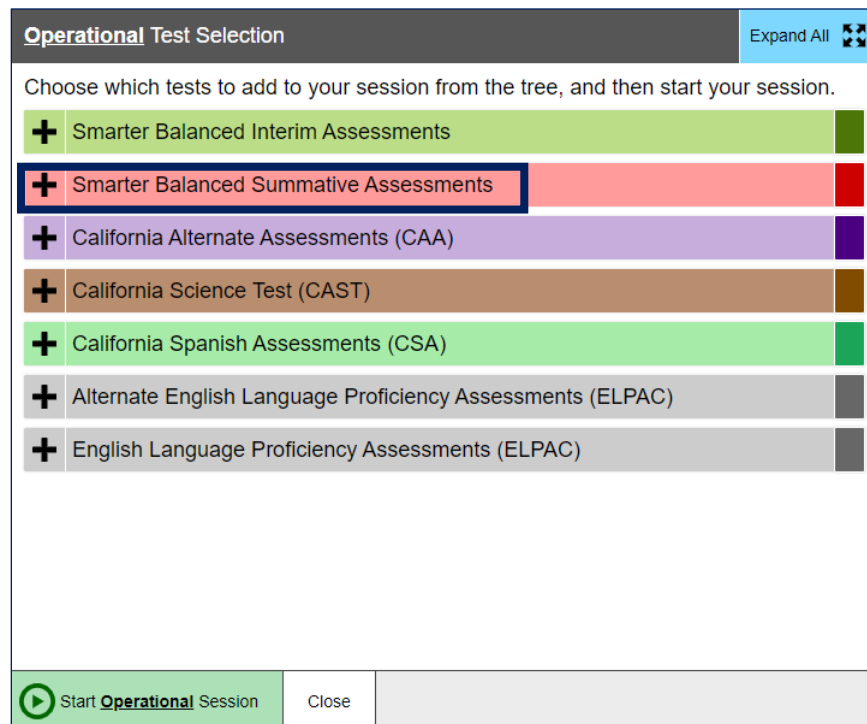 Operational Test Selection
Expand All
Choose which tests to add to your session from the tree, and then start your session.
Smarter Balanced Interim Assessments
Smarter Balanced Summative Assessments
California Alternate Assessments (CAA)
California Science Test (CAST)
California Spanish Assessments (CSA)
Alternate English Language Proficiency Assessments (ELPAC)
English Language Proficiency Assessments (ELPAC)
Start Operational Session
Close